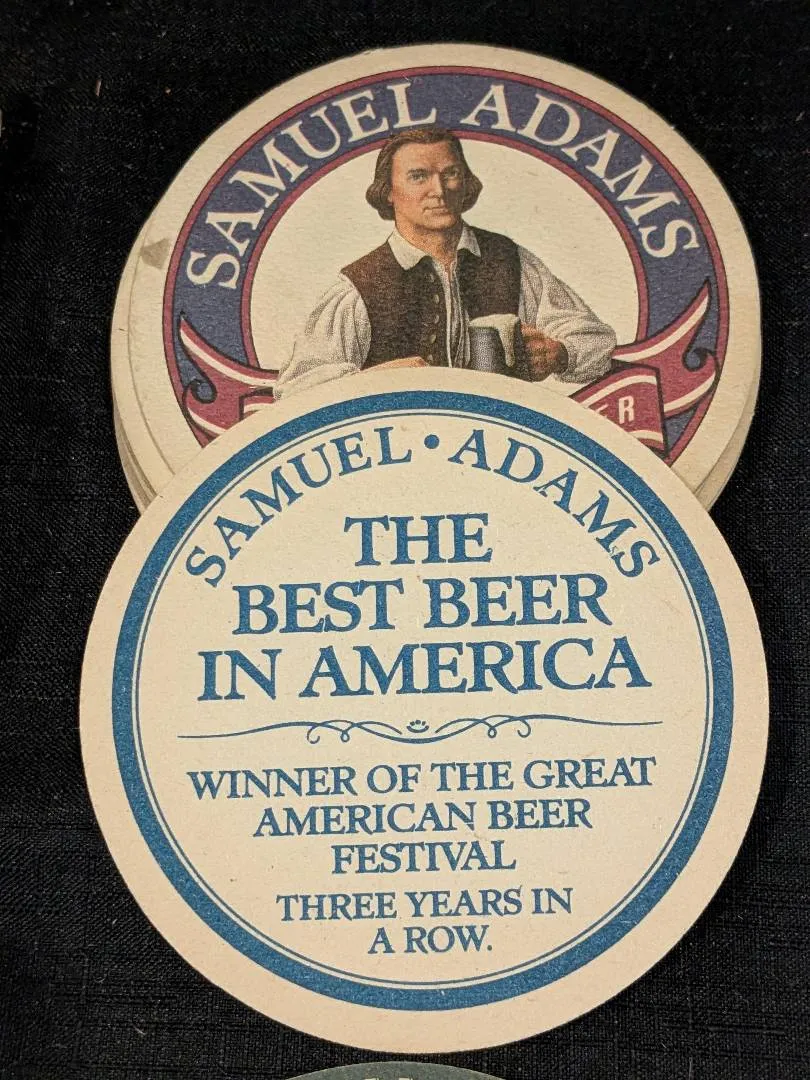 SAMUEL ADAMS
ER
SAMUEL • ADAMS
THE
BEST BEER
IN AMERICA
WINNER OF THE GREAT
AMERICAN BEER
FESTIVAL
THREE YEARS IN
A ROW.